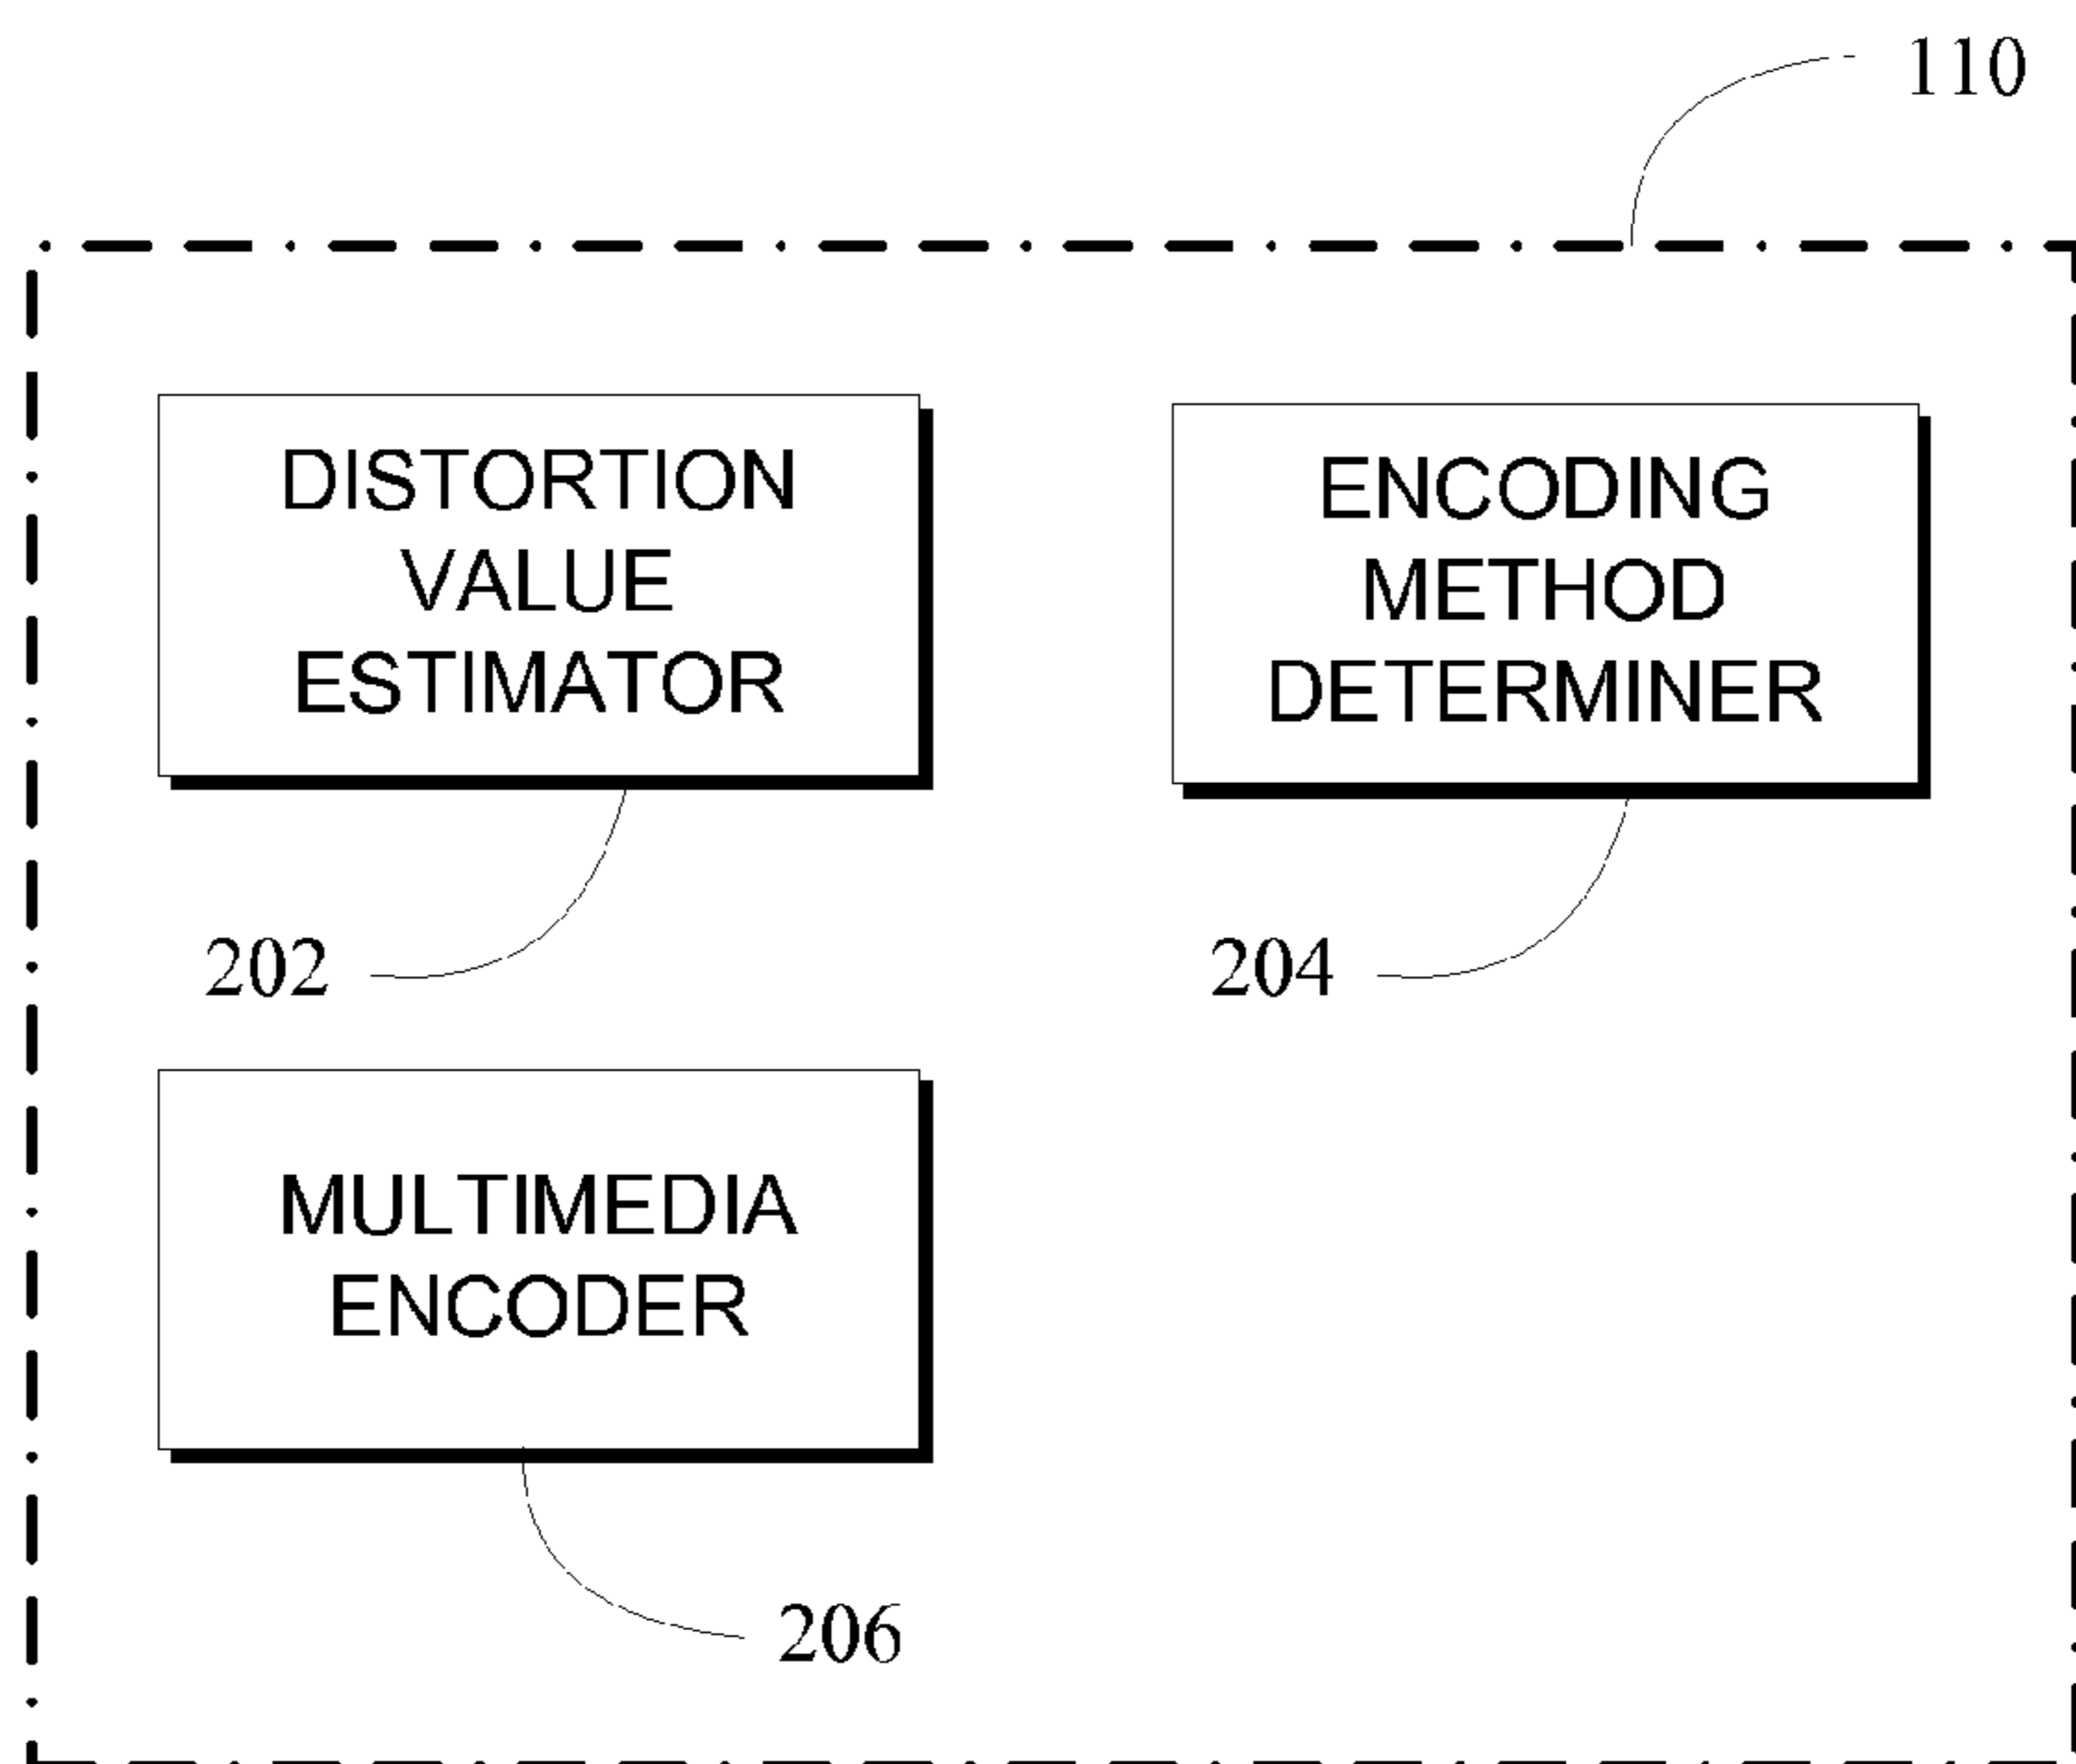 110
DISTORTION
VALUE
ESTIMATOR
ENCODING
METHOD
DETERMINER
202
204
MULTIMEDIA
ENCODER
206